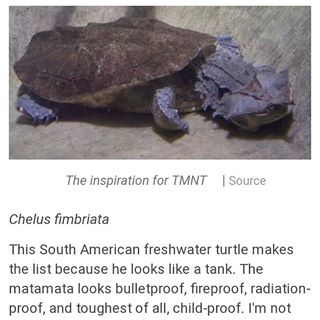 The inspiration for TMNT | Source
Chelus fimbriata
This South American freshwater turtle makes
the list because he looks like a tank. The
matamata looks bulletproof, fireproof, radiation-
proof, and toughest of all, child-proof. I'm not